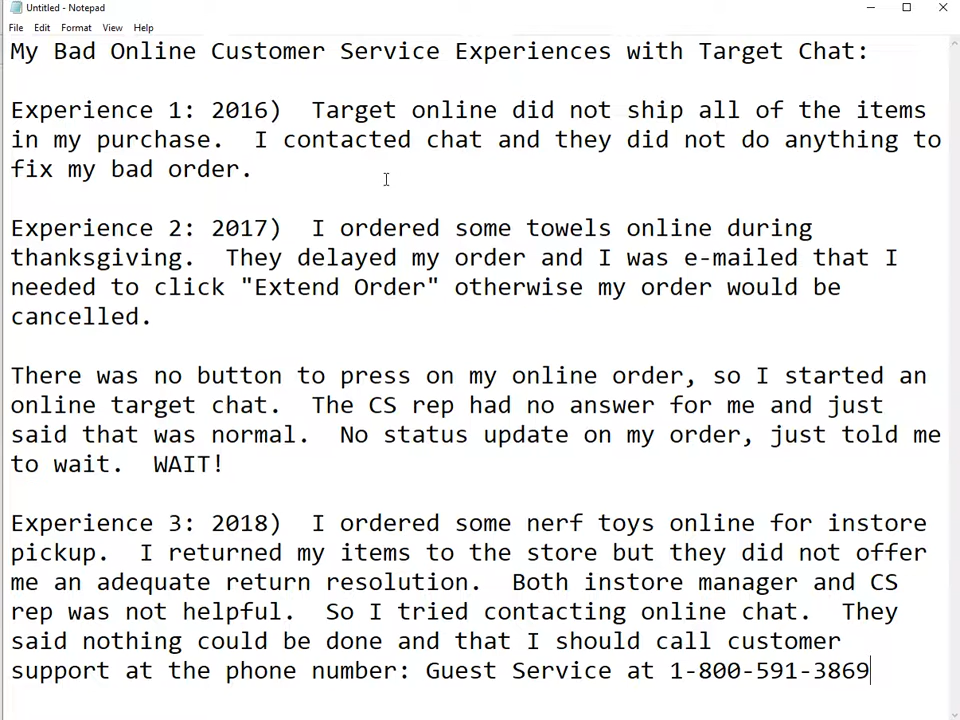 Untitled - Notepad
File Edit Format View Help
My Bad Online Customer Service Experiences with Target Chat:
Experience 1: 2016)  Target online did not ship all of the items
in my purchase.  I contacted chat and they did not do anything to
fix my bad order.
Experience 2: 2017)  I ordered some towels online during
thanksgiving.  They delayed my order and I was e-mailed that I
needed to click "Extend Order" otherwise my order would be
cancelled.
There was no button to press on my online order, so I started an
online target chat.  The CS rep had no answer for me and just
said that was normal.  No status update on my order, just told me
to wait.  WAIT!
Experience 3: 2018)  I ordered some nerf toys online for instore
pickup.  I returned my items to the store but they did not offer
me an adequate return resolution.  Both instore manager and CS
rep was not helpful.  So I tried contacting online chat.  They
said nothing could be done and that I should call customer
support at the phone number: Guest Service at 1-800-591-3869